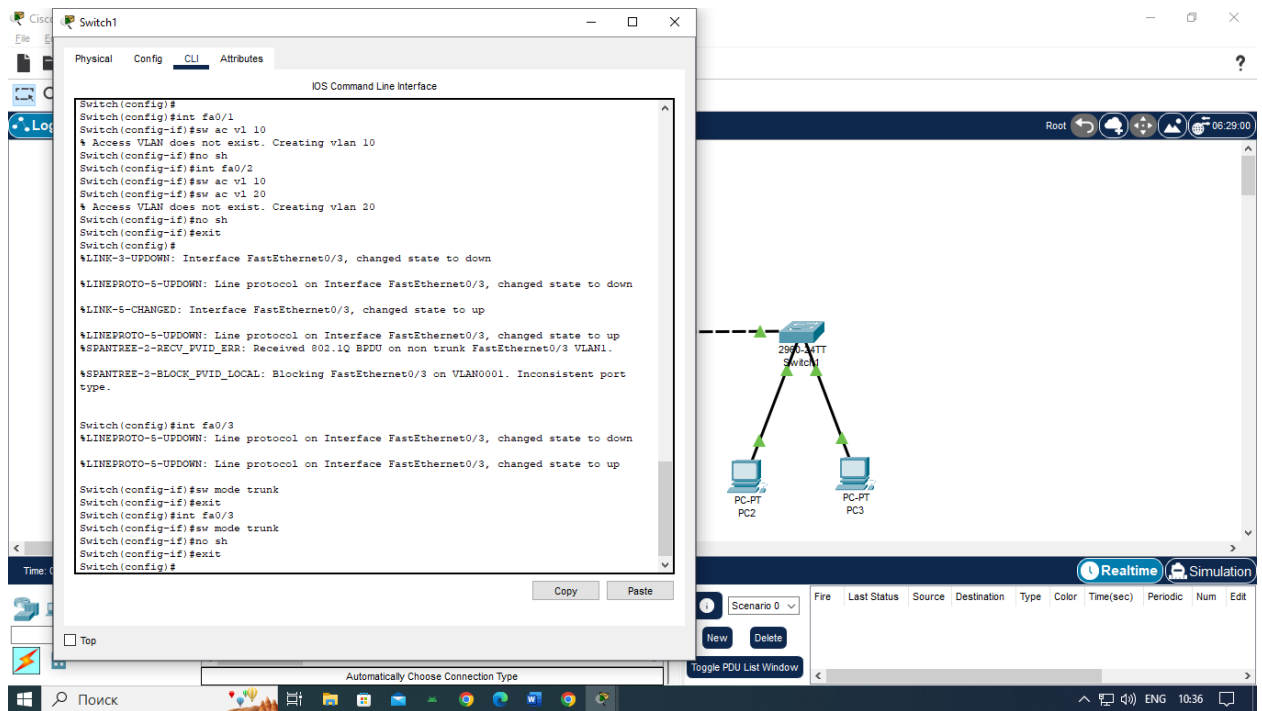 Cisc
Switch1
File
E
Physical Config CLI Attributes
?
IOS Command Line Interface
Switch(config)#
Switch(config)#int fa0/1
Switch(config-if)#sw ac vl 10
% Access VLAN does not exist. Creating vlan 10
Switch(config-if)#no sh
Switch(config-if)#int fa0/2
Switch(config-if)#sw ac vl 10
Switch(config-if)#sw ac vl 20
% Access VLAN does not exist. Creating vlan 20
Switch(config-if)#no sh
Switch(config-if)#exit
Switch(config)#
%LINK-3-UPDOWN: Interface FastEthernet0/3, changed state to down
%LINEPROTO-5-UPDOWN: Line protocol on Interface FastEthernet0/3, changed state to down
%LINK-5-CHANGED: Interface FastEthernet0/3, changed state to up
%LINEPROTO-5-UPDOWN: Line protocol on Interface FastEthernet0/3, changed state to up
%SPANTREE-2-RECV_PVID_ERR: Received 802.1Q BPDU on non trunk FastEthernet0/3 VLAN1.
%SPANTREE-2-BLOCK_PVID_LOCAL: Blocking FastEthernet0/3 on VLAN0001. Inconsistent port
type.
Switch(config)#int fa0/3
%LINEPROTO-5-UPDOWN: Line protocol on Interface FastEthernet0/3, changed state to down
%LINEPROTO-5-UPDOWN: Line protocol on Interface FastEthernet0/3, changed state to up
Switch(config-if)#sw mode trunk
Switch(config-if)#exit
Switch(config)#int fa0/3
Switch(config-if)#sw mode trunk
Switch(config-if)#no sh
Switch(config-if)#exit
Switch(config)#
Copy Paste
Top
Log
Root
06:29:00
2960-24TT
Switch1
PC-PT
PC2
PC-PT
PC3
Time: 0
Realtime
Simulation
Scenario 0
Fire Last Status Source Destination Type Color Time(sec) Periodic Num Edit
New Delete
Toggle PDU List Window
Automatically Choose Connection Type
Поиск
ENG 10:36